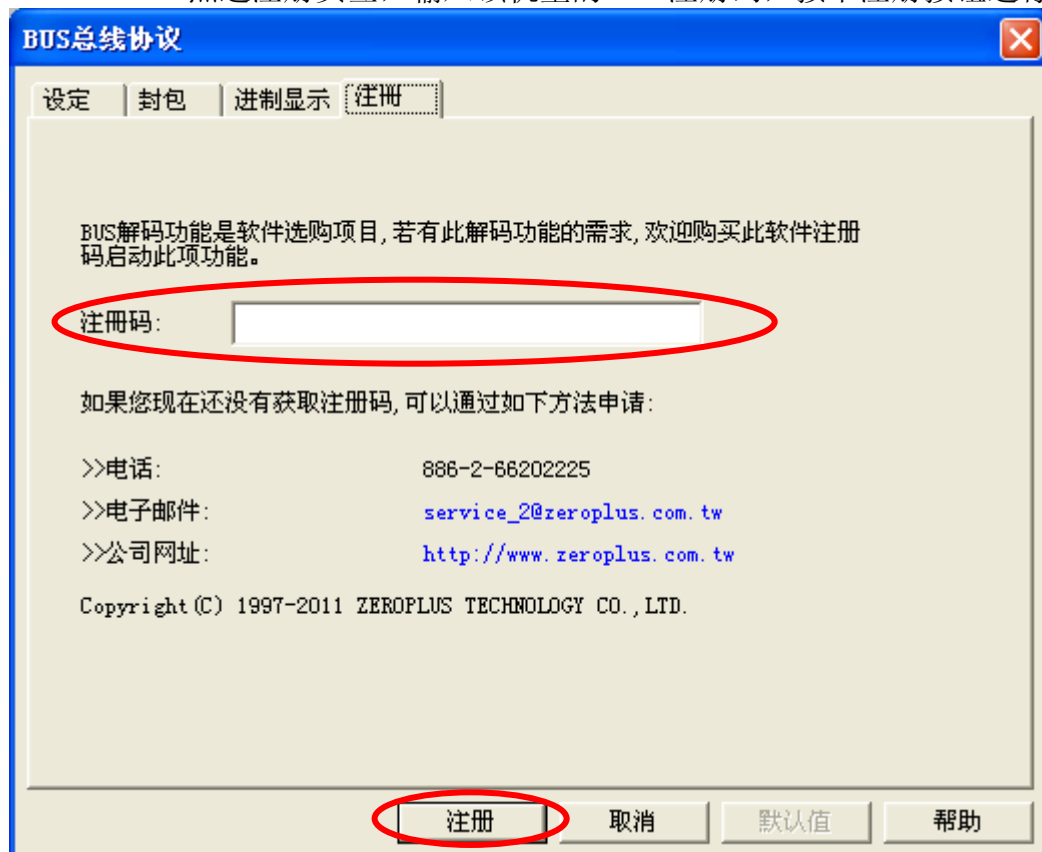 BUS总线协议
设定 封包 进制显示 注册
BUS解码功能是软件选购项目,若有此解码功能的需求,欢迎购买此软件注册
码启动此项功能。
注册码:
如果您现在还没有获取注册码,可以通过如下方法申请:
>>电话: 886-2-66202225
>>电子邮件: service_2@zeroplus.com.tw
>>公司网址: http://www.zeroplus.com.tw
Copyright(C) 1997-2011 ZEROPLUS TECHNOLOGY CO.,LTD.
注册 取消 默认值 帮助